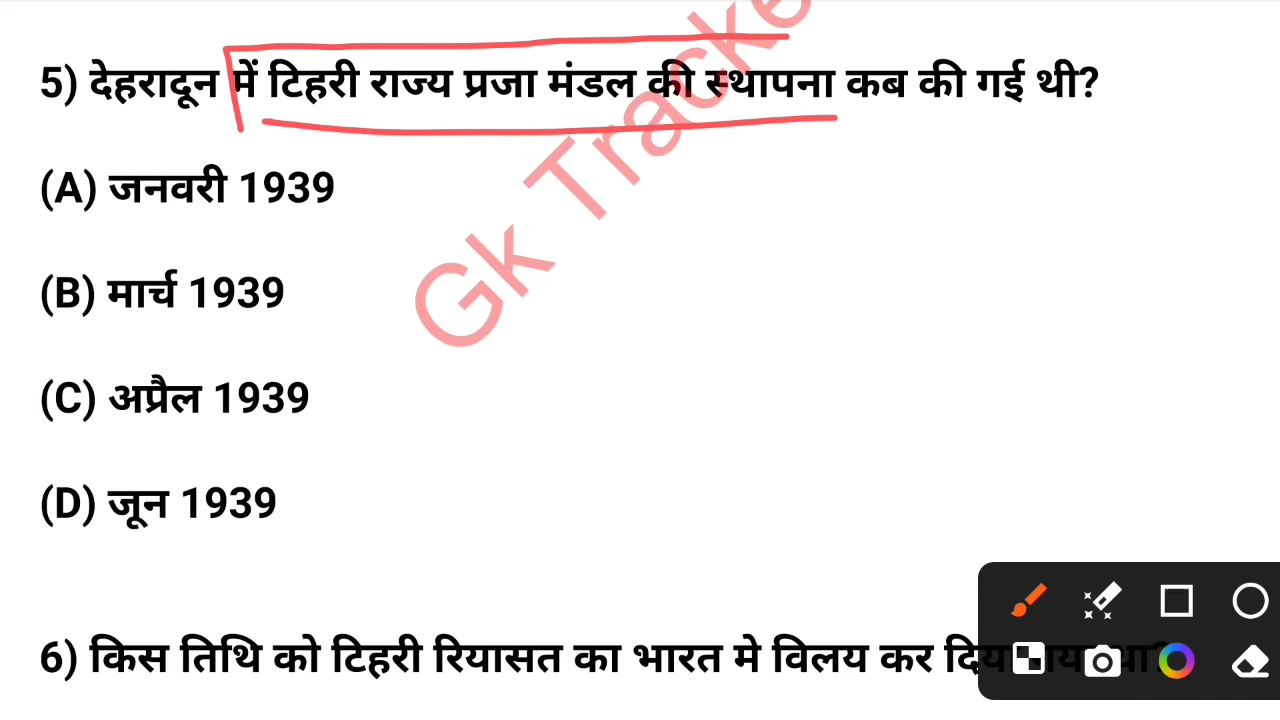 5) देहरादून में टिहरी राज्य प्रजा मंडल की स्थापना कब की गई थी?
(A) जनवरी 1939
(B) मार्च 1939
(C) अप्रैल 1939
(D) जून 1939
6) किस तिथि को टिहरी रियासत का भारत मे विलय कर दिया गया था?
Gk Tracke